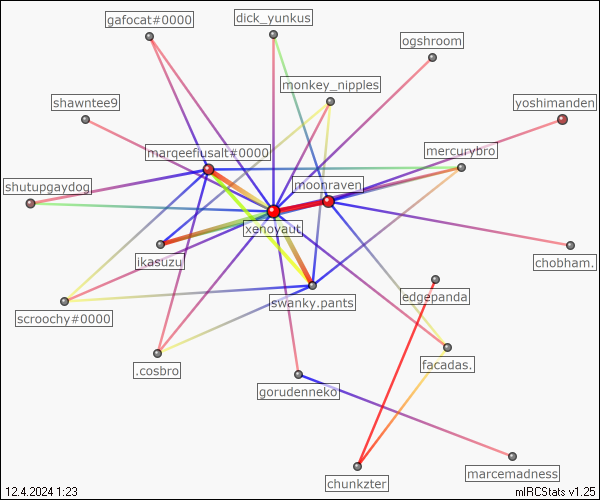 gafocat#0000
dick_yunkus
ogshroom
monkey_nipples
shawntee9
yoshimanden
marqeefiusalt#0000
mercurybro
moonraven
shutupgaydog
xenoyaut
ikasuzu
chobham.
edgepanda
swanky.pants
scroochy#0000
.cosbro
facadas.
gorudenneko
marcemadness
chunkzter
12.4.2024 1:23
mIRCStats v1.25